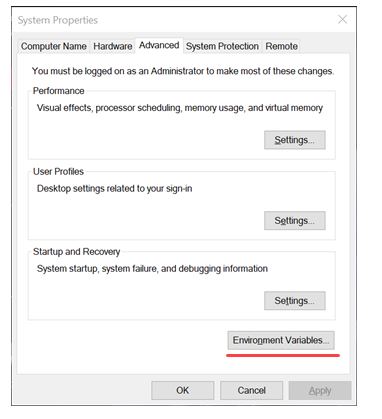 System Properties
Computer Name Hardware Advanced System Protection Remote
You must be logged on as an Administrator to make most of these changes.
Performance
Visual effects, processor scheduling, memory usage, and virtual memory
Settings...
User Profiles
Desktop settings related to your sign-in
Settings...
Startup and Recovery
System startup, system failure, and debugging information
Settings...
Environment Variables...
OK Cancel Apply